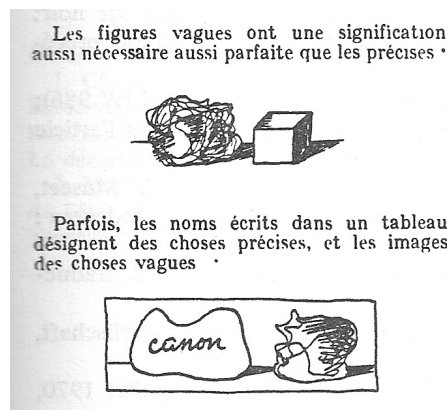 Les figures vagues ont une signification
aussi nécessaire aussi parfaite que les précises •
Parfois, les noms écrits dans un tableau
désignent des choses précises, et les images
des choses vagues •
canon